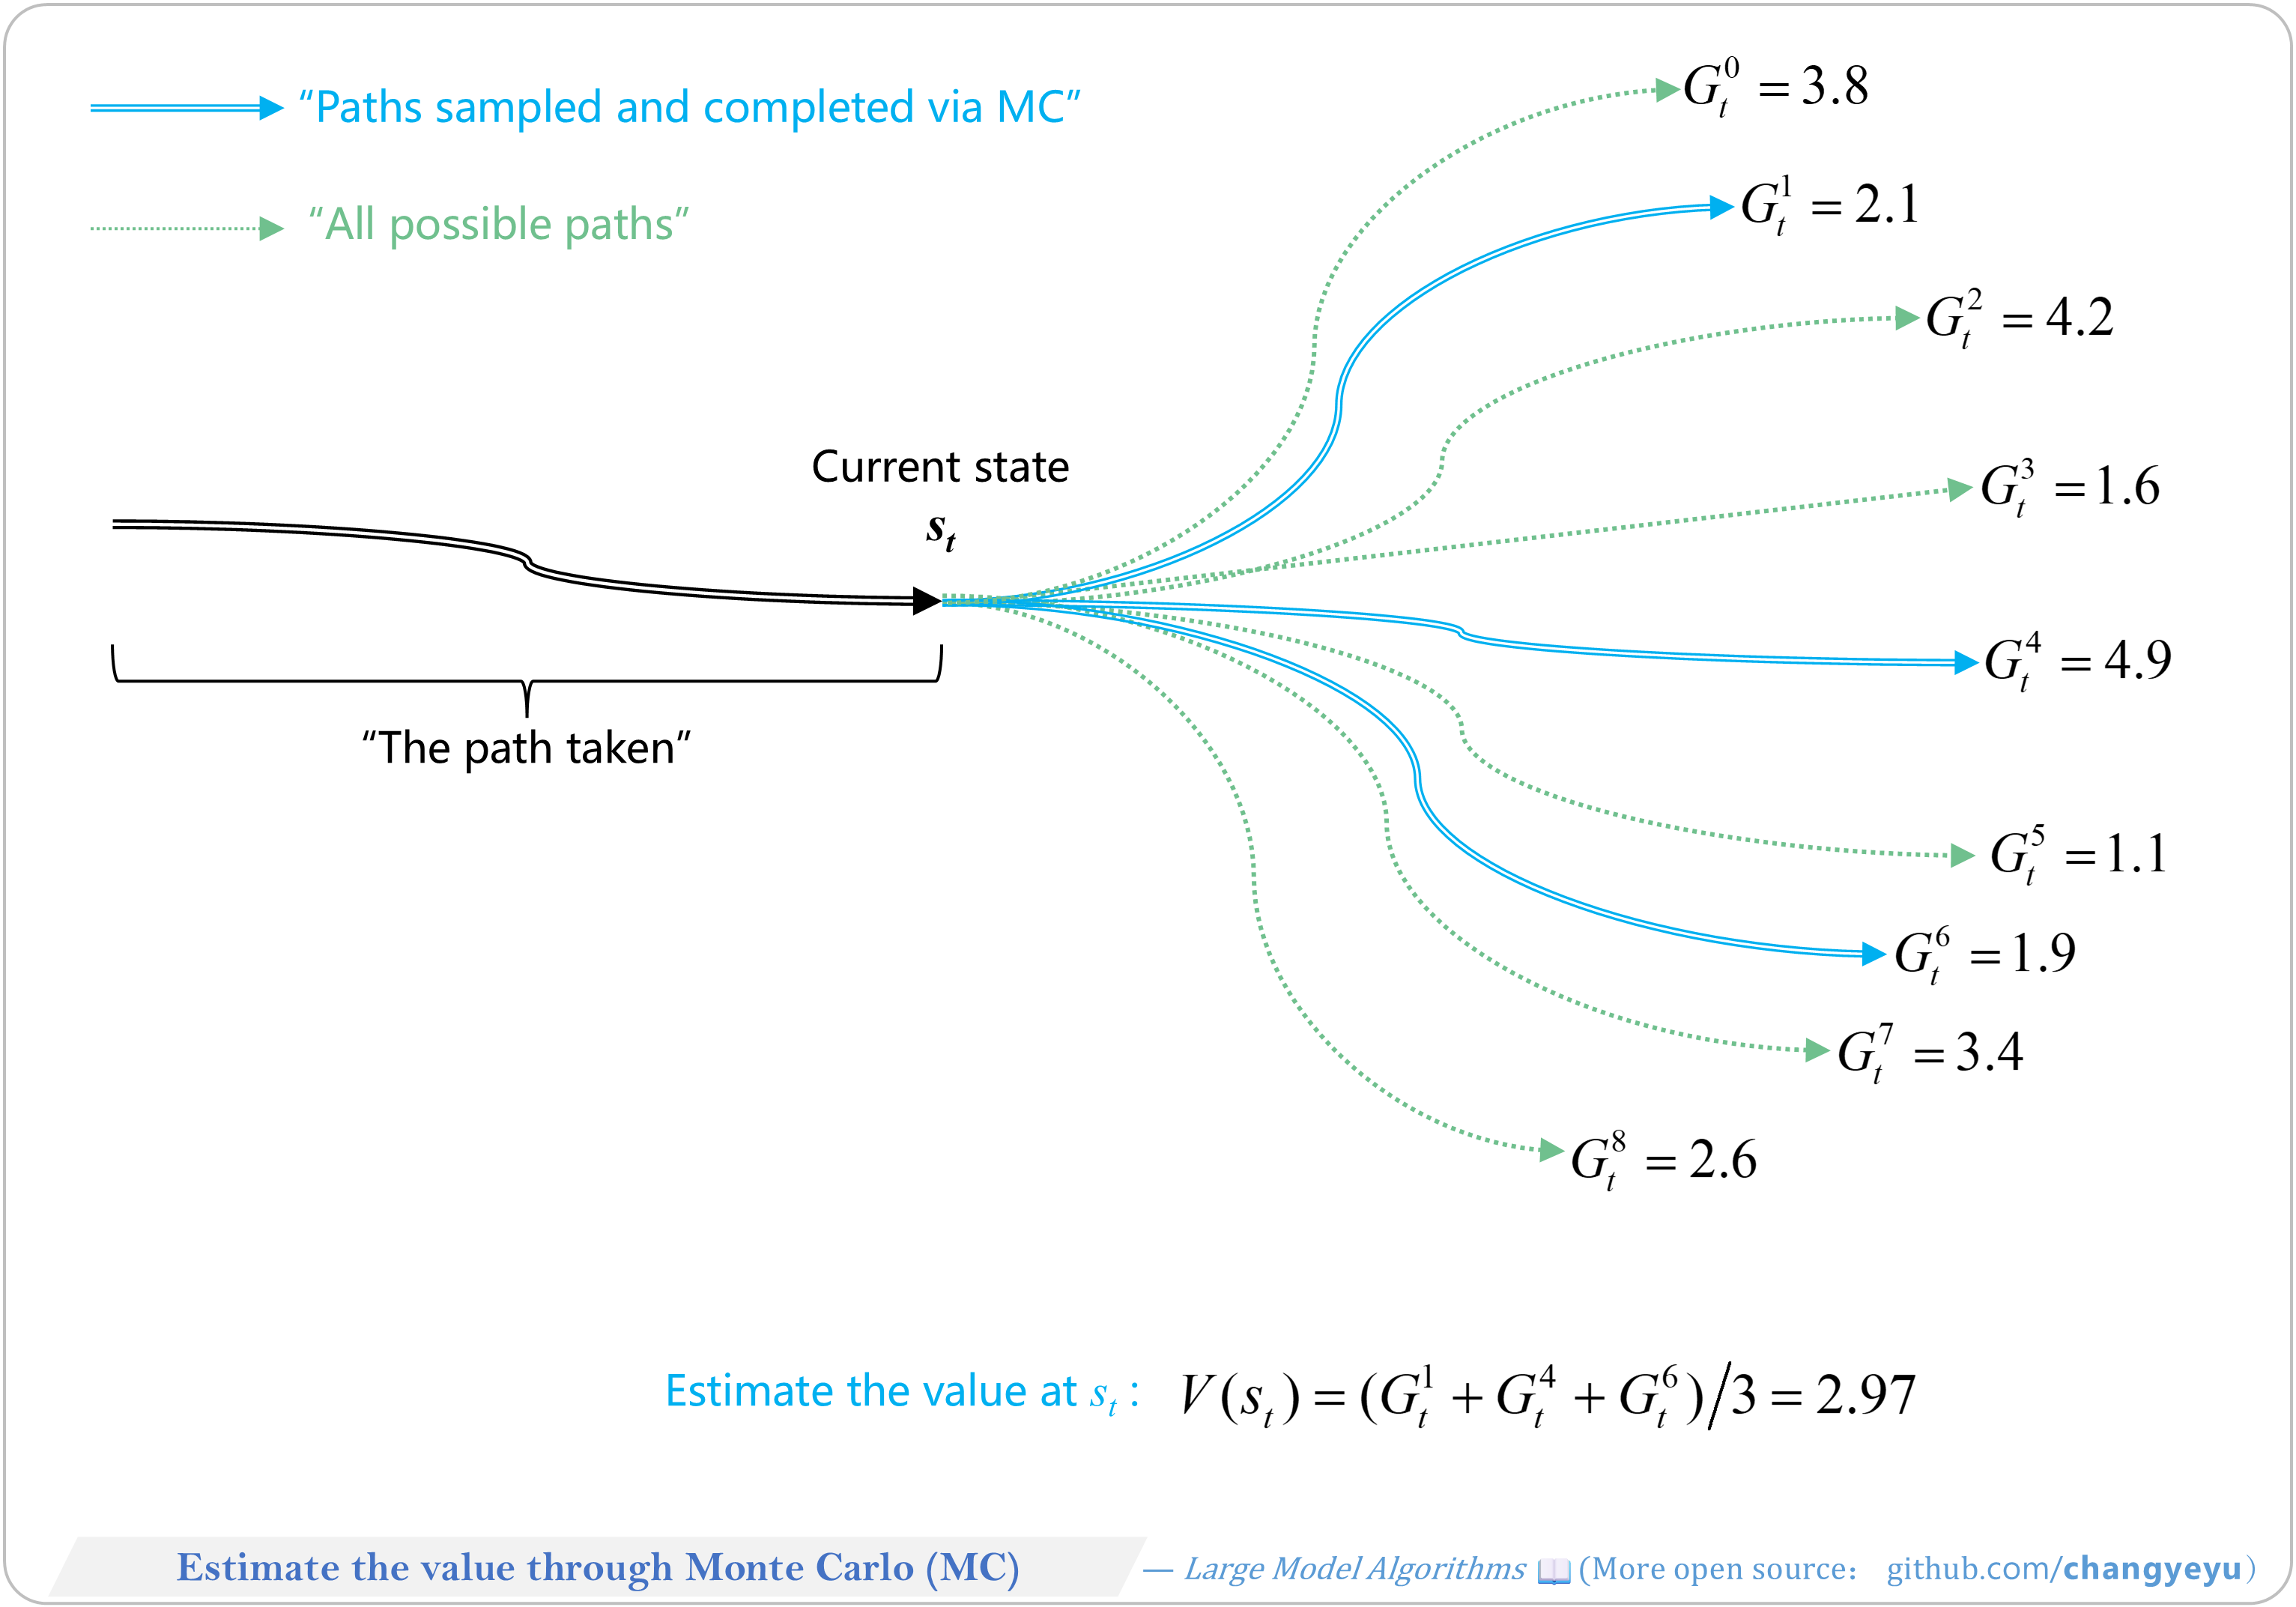 “Paths sampled and completed via MC”
“All possible paths”
G_t^0 = 3.8
G_t^1 = 2.1
G_t^2 = 4.2
Current state
s_t
G_t^3 = 1.6
G_t^4 = 4.9
“The path taken”
G_t^5 = 1.1
G_t^6 = 1.9
G_t^7 = 3.4
G_t^8 = 2.6
Estimate the value at s_t : V(s_t) = (G_t^1 + G_t^4 + G_t^6)/3 = 2.97
Estimate the value through Monte Carlo (MC) — Large Model Algorithms 📖 (More open source： github.com/changyeyu）